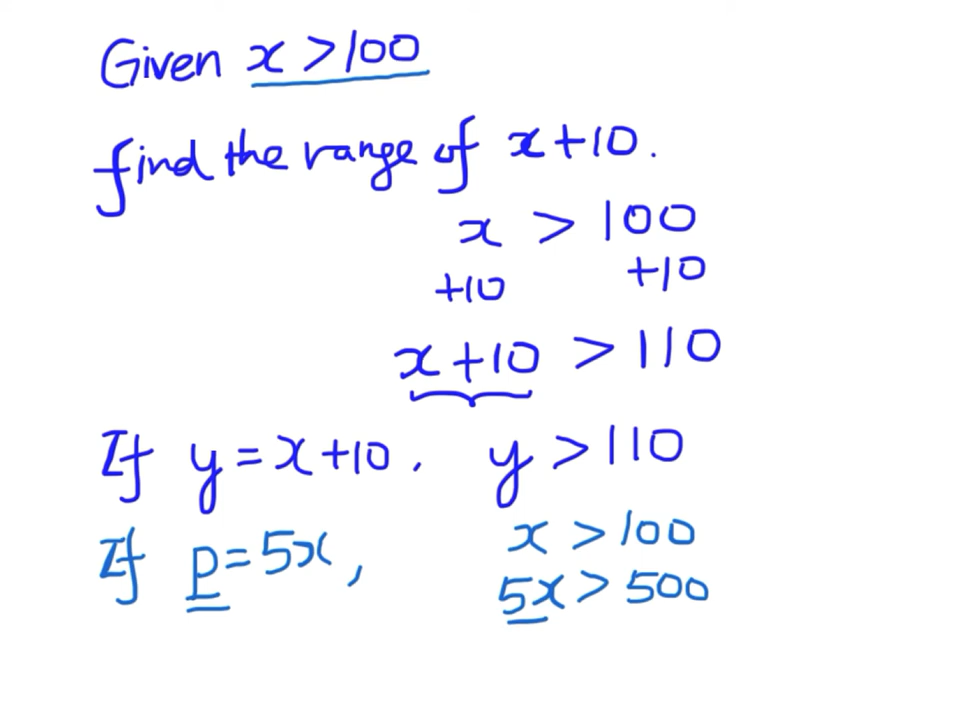 Given x > 100
find the range of x+10.
x > 100
+10 +10
x+10 > 110
If y = x+10, y > 110
If p = 5x, x > 100
5x > 500